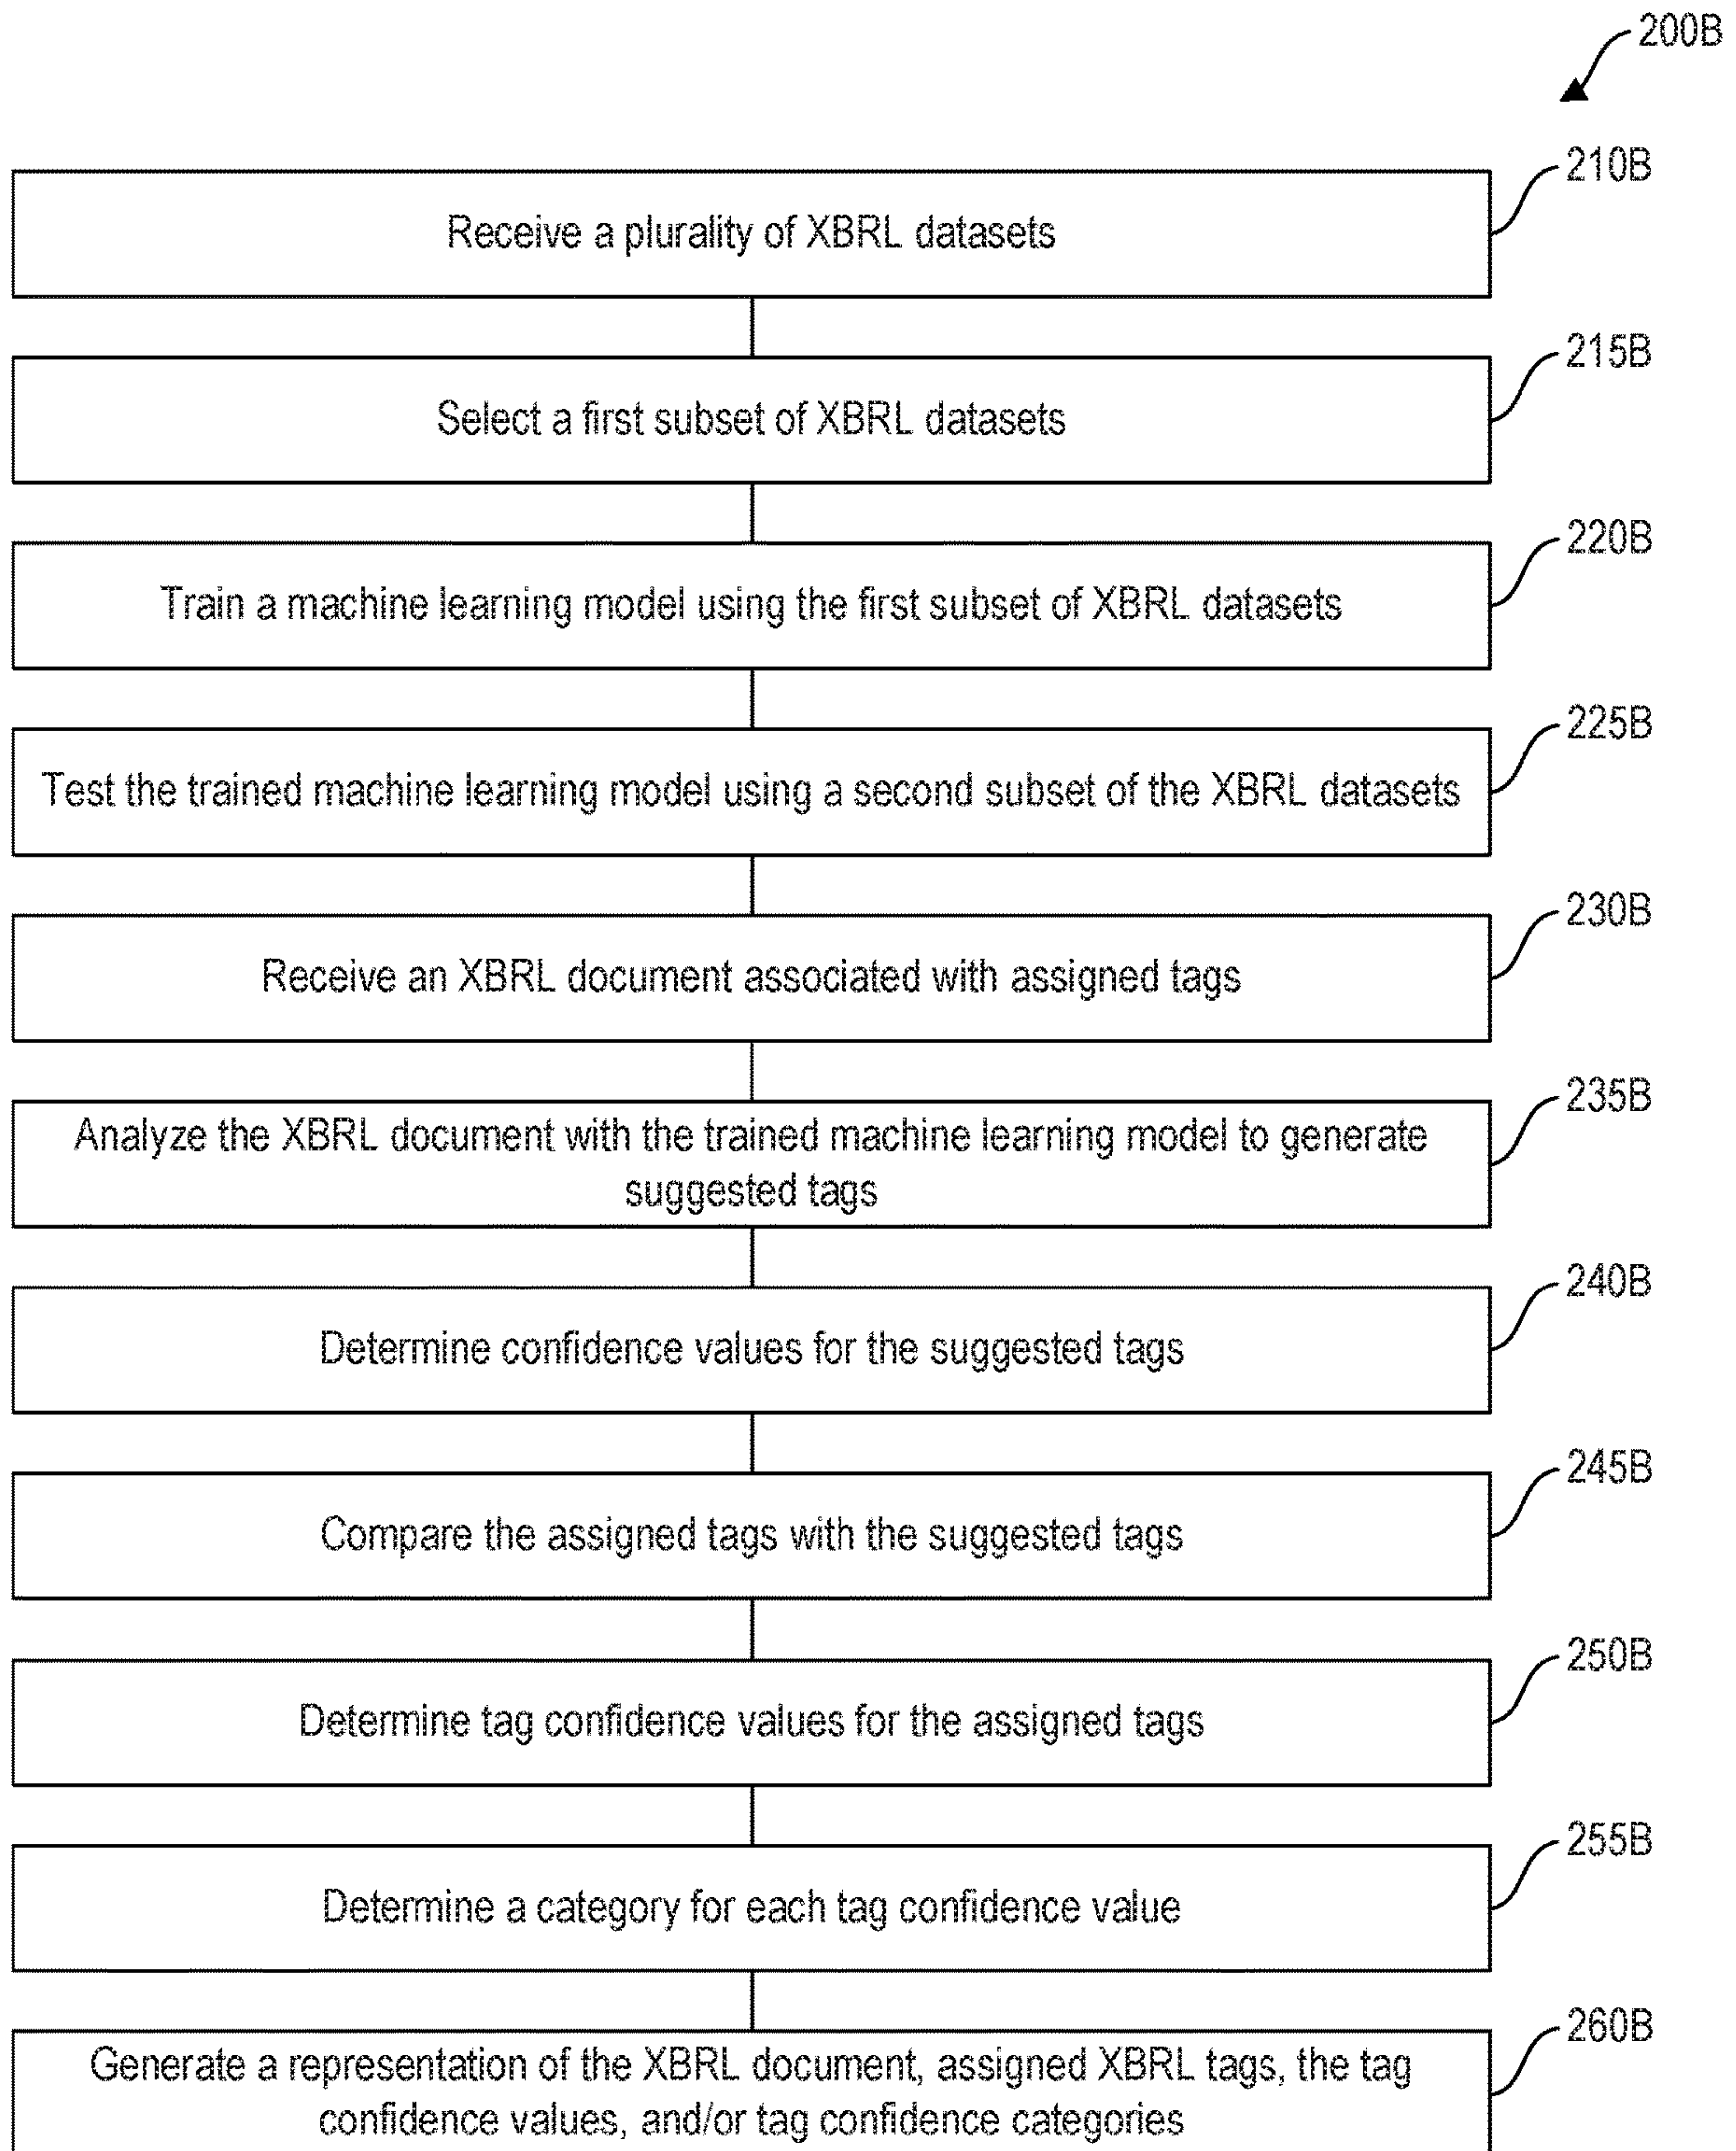 200B
210B
Receive a plurality of XBRL datasets
215B
Select a first subset of XBRL datasets
220B
Train a machine learning model using the first subset of XBRL datasets
225B
Test the trained machine learning model using a second subset of the XBRL datasets
230B
Receive an XBRL document associated with assigned tags
235B
Analyze the XBRL document with the trained machine learning model to generate
suggested tags
240B
Determine confidence values for the suggested tags
245B
Compare the assigned tags with the suggested tags
250B
Determine tag confidence values for the assigned tags
255B
Determine a category for each tag confidence value
260B
Generate a representation of the XBRL document, assigned XBRL tags, the tag
confidence values, and/or tag confidence categories